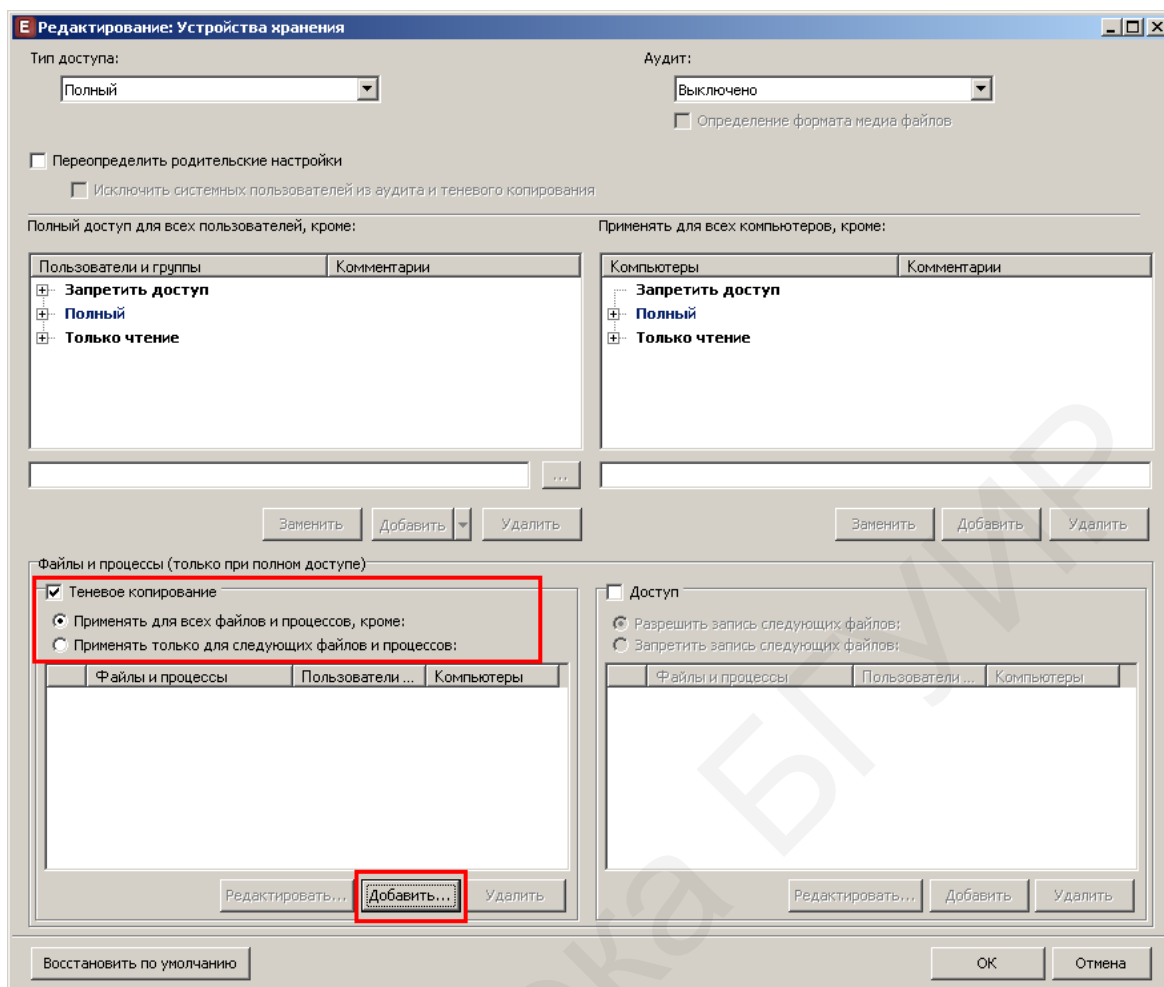 E Редактирование: Устройства хранения
Тип доступа: Аудит:
Полный Выключено
Определение формата медиа файлов
Переопределить родительские настройки
Исключить системных пользователей из аудита и теневого копирования
Полный доступ для всех пользователей, кроме: Применять для всех компьютеров, кроме:
Пользователи и группы Комментарии Компьютеры Комментарии
Запретить доступ Запретить доступ
Полный Полный
Только чтение Только чтение
...
Заменить Добавить Удалить Заменить Добавить Удалить
Файлы и процессы (только при полном доступе)
Теневое копирование Доступ
Применять для всех файлов и процессов, кроме: Разрешить запись следующих файлов:
Применять только для следующих файлов и процессов: Запретить запись следующих файлов:
Файлы и процессы Пользователи ... Компьютеры Файлы и процессы Пользователи ... Компьютеры
Редактировать... Добавить... Удалить Редактировать... Добавить Удалить
Восстановить по умолчанию ОК Отмена
ка БГУИР